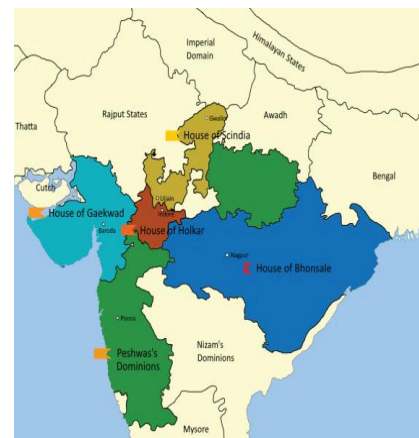 Imperial
Domain
Himalayan States
Rajput States
Gwalior
House of Scindia
Awadh
Thatta
Cutch
Bengal
Ujjain
House of Gaekwad
Indore
Baroda
House of Holkar
Nagpur
House of Bhonsale
Poona
Peshwas's
Dominions
Nizam's
Dominions
Mysore